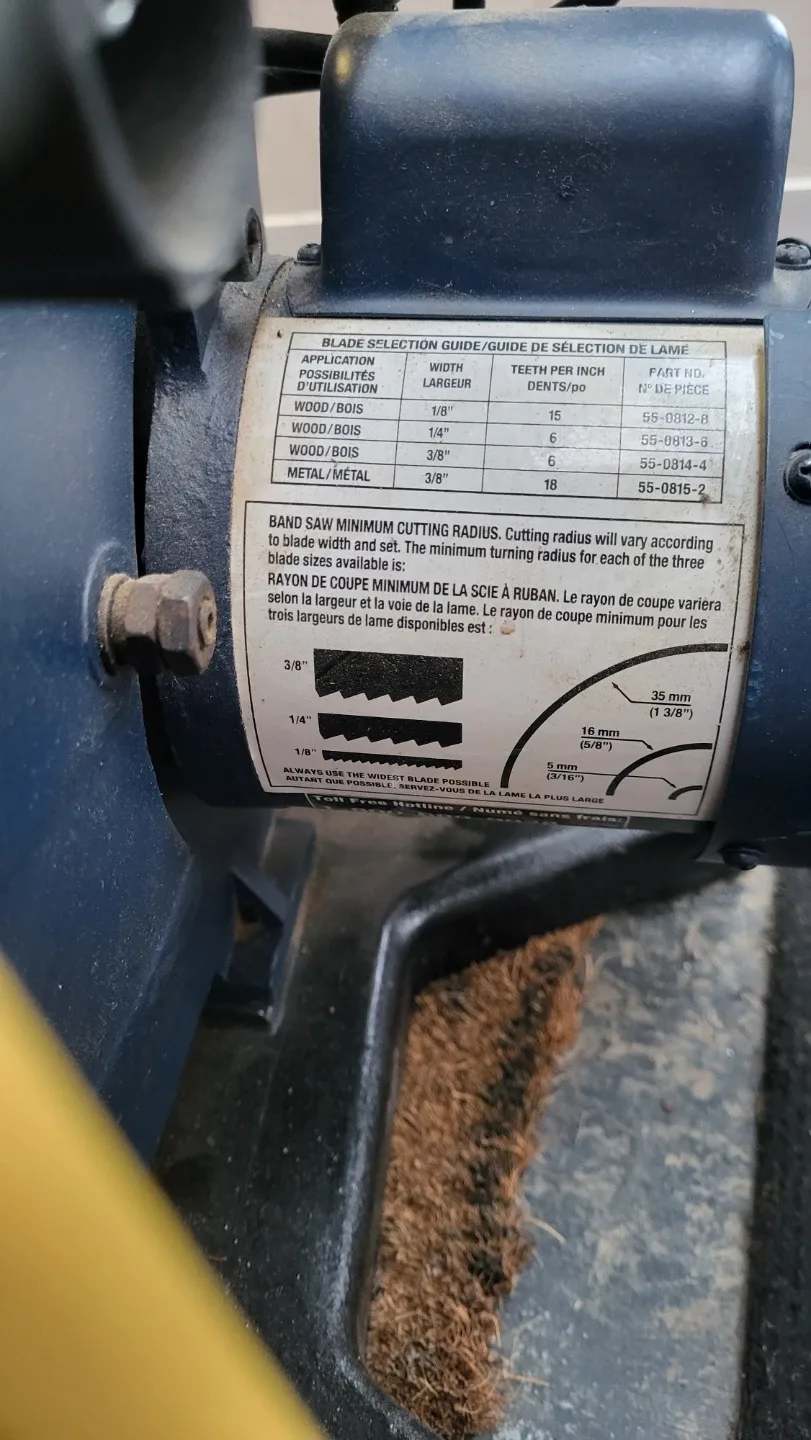 BLADE SELECTION GUIDE/GUIDE DE SÉLECTION DE LAME
APPLICATION POSSIBILITÉS D'UTILISATION WIDTH LARGEUR TEETH PER INCH DENTS/po PART NO. N° DE PIÈCE
WOOD/BOIS 1/8" 15 55-0812-8
WOOD/BOIS 1/4" 6 55-0813-6
WOOD/BOIS 3/8" 6 55-0814-4
METAL/MÉTAL 3/8" 18 55-0815-2
BAND SAW MINIMUM CUTTING RADIUS. Cutting radius will vary according
to blade width and set. The minimum turning radius for each of the three
blade sizes available is:
RAYON DE COUPE MINIMUM DE LA SCIE À RUBAN. Le rayon de coupe variera
selon la largeur et la voie de la lame. Le rayon de coupe minimum pour les
trois largeurs de lame disponibles est :
3/8"
1/4"
1/8"
35 mm
(1 3/8")
16 mm
(5/8")
5 mm
(3/16")
ALWAYS USE THE WIDEST BLADE POSSIBLE
AUTANT QUE POSSIBLE, SERVEZ-VOUS DE LA LAME LA PLUS LARGE
Toll Free Hotline / Numé sans frais: